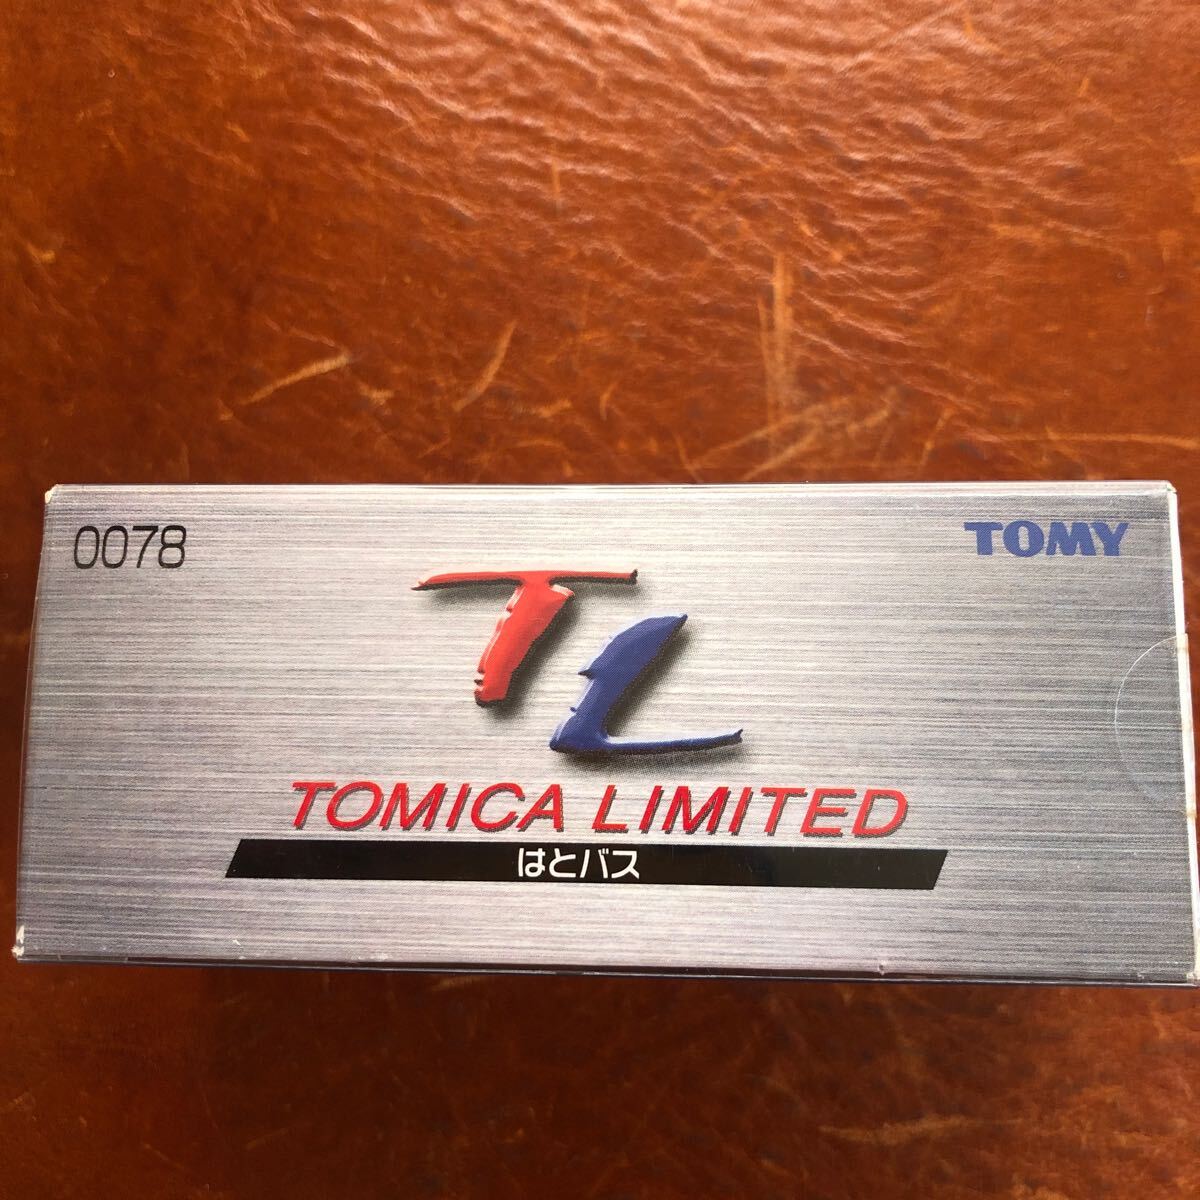 0078
TOMY
TL
TOMICA LIMITED
はとバス